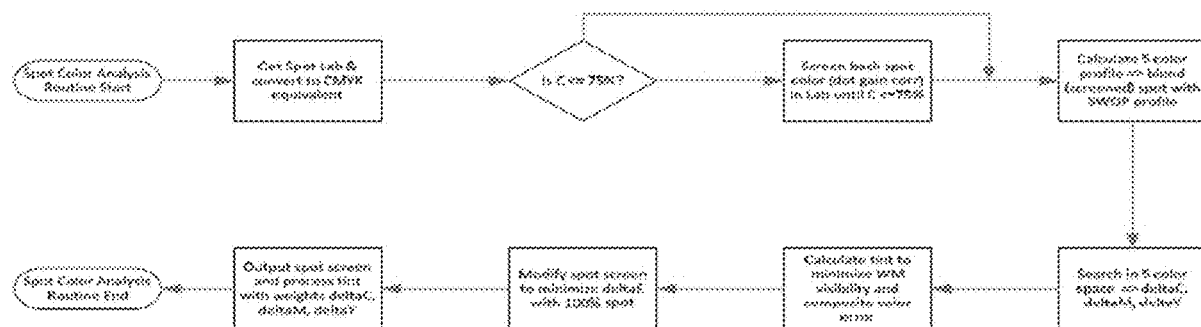 Spot Color Analysis
Routine Start
Get Spot Lab &
convert to CMYK
equivalent
Is C <= 75%?
Screen back spot
color (dot gain corr)
in Lab until C <=75%
Calculate 5 color
profile => blend
(screened) spot with
SWOP profile
Search in 5 color
space => deltaC,
deltaM, deltaY
Calculate tint to
minimize WM
visibility and
composite color
error
Modify spot screen
to minimize deltaE
with 100% spot
Output spot screen
and process tint
with weights deltaC,
deltaM, deltaY
Spot Color Analysis
Routine End